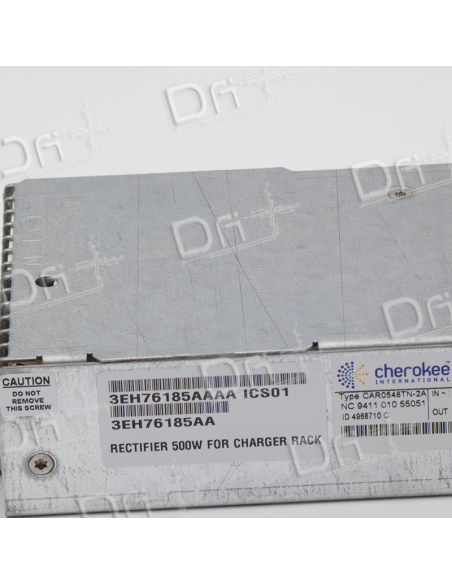 CAUTION
DO NOT
REMOVE
THIS SCREW
3EH76185AAAA ICS01
3EH76185AA
RECTIFIER 500W FOR CHARGER RACK
cherokee
INTERNATIONAL
Type CAR0548TN-2A
NC 9411 010 55051
ID 4988710 C
IN -
OUT